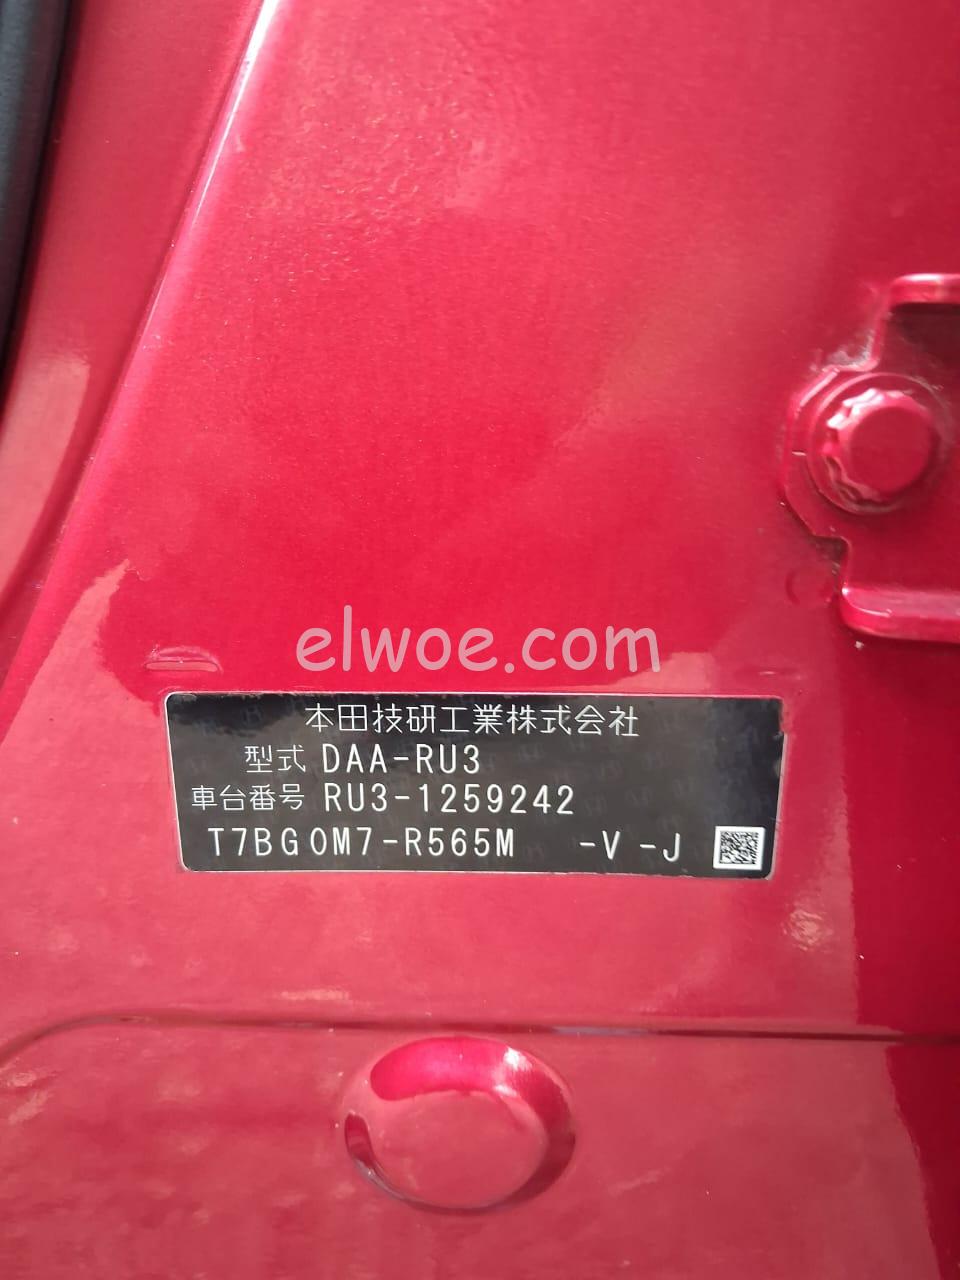 elwoe.com
本田技研工業株式会社
型式 DAA-RU3
車台番号 RU3-1259242
T7BG0M7-R565M -V -J